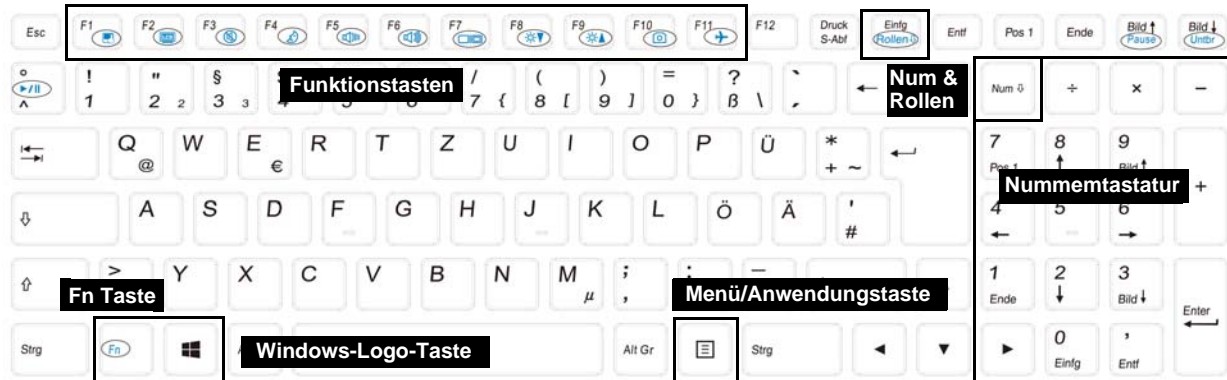 Esc F1 F2 F3 F4 F5 F6 F7 F8 F9 F10 F11 F12 Druck S-Abf Einfg Rollen⇩ Entf Pos 1 Ende Bild↑ Pause Bild↓ Untbr
° ^ ! 1 " 2 2 § 3 3 / 7 { ( 8 [ ) 9 ] = 0 } ? ß \ ← Num ⇩ ÷ × −
Funktionstasten
Num &
Rollen
Q @ W E € R T Z U I O P Ü * + ~ 7 Pos 1 8 ↑ 9 Bild↑ +
Nummemtastatur
A S D F G H J K L Ö Ä ' # 4 ← 5 6 →
> Y X C V B N M µ ; , : − 1 Ende 2 ↓ 3 Bild↓ Enter
Fn Taste
Menü/Anwendungstaste
Strg Fn Alt Gr Strg ◄ ▼ ► 0 Einfg , Entf
Windows-Logo-Taste